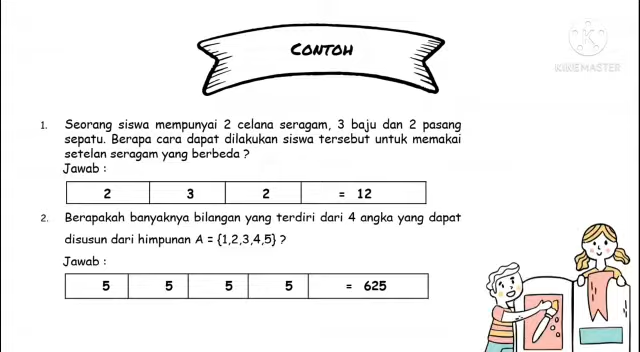 CONTOH
KINEMASTER
1. Seorang siswa mempunyai 2 celana seragam, 3 baju dan 2 pasang
sepatu. Berapa cara dapat dilakukan siswa tersebut untuk memakai
setelan seragam yang berbeda ?
Jawab :
2 3 2 = 12
2. Berapakah banyaknya bilangan yang terdiri dari 4 angka yang dapat
disusun dari himpunan A = {1,2,3,4,5} ?
Jawab :
5 5 5 5 = 625